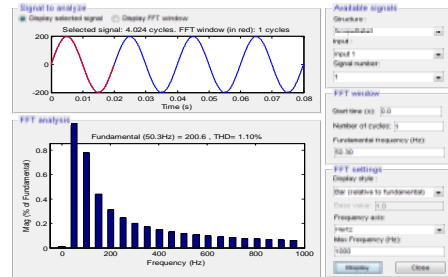 Signal to analyze
Display selected signal
Display FFT window
Selected signal: 4.024 cycles. FFT window (in red): 1 cycles
200
0
-200
0
0.01
0.02
0.03
0.04
0.05
0.06
0.07
0.08
Time (s)
FFT analysis
Fundamental (50.3Hz) = 200.6 , THD= 1.10%
Mag (% of Fundamental)
0.8
0.6
0.4
0.2
0
0
200
400
600
800
1000
Frequency (Hz)
Available signals
Structure :
Input :
input 1
Signal number:
1
FFT window
Start time (s): 0.0
Number of cycles: 1
Fundamental frequency (Hz):
50.30
FFT settings
Display style :
Bar (relative to fundamental)
Base value: 1.0
Frequency axis:
Hertz
Max Frequency (Hz):
1000
Display
Close